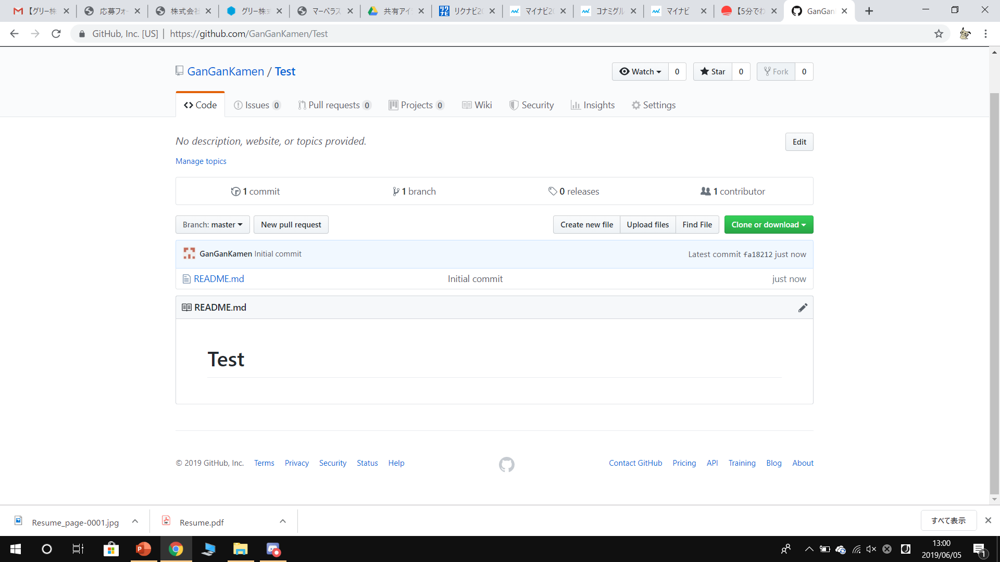 【グリー株 応募フォー 株式会社 グリー株式 マーベラス 共有アイ リクナビ20 マイナビ20 コナミグル マイナビ 【5分でわ GanGan
GitHub, Inc. [US] | https://github.com/GanGanKamen/Test
GanGanKamen / Test
Watch 0 Star 0 Fork 0
Code Issues 0 Pull requests 0 Projects 0 Wiki Security Insights Settings
No description, website, or topics provided.
Edit
Manage topics
1 commit 1 branch 0 releases 1 contributor
Branch: master New pull request Create new file Upload files Find File Clone or download
GanGanKamen Initial commit Latest commit fa18212 just now
README.md Initial commit just now
README.md
Test
© 2019 GitHub, Inc. Terms Privacy Security Status Help Contact GitHub Pricing API Training Blog About
Resume_page-0001.jpg Resume.pdf すべて表示
13:00
2019/06/05
1